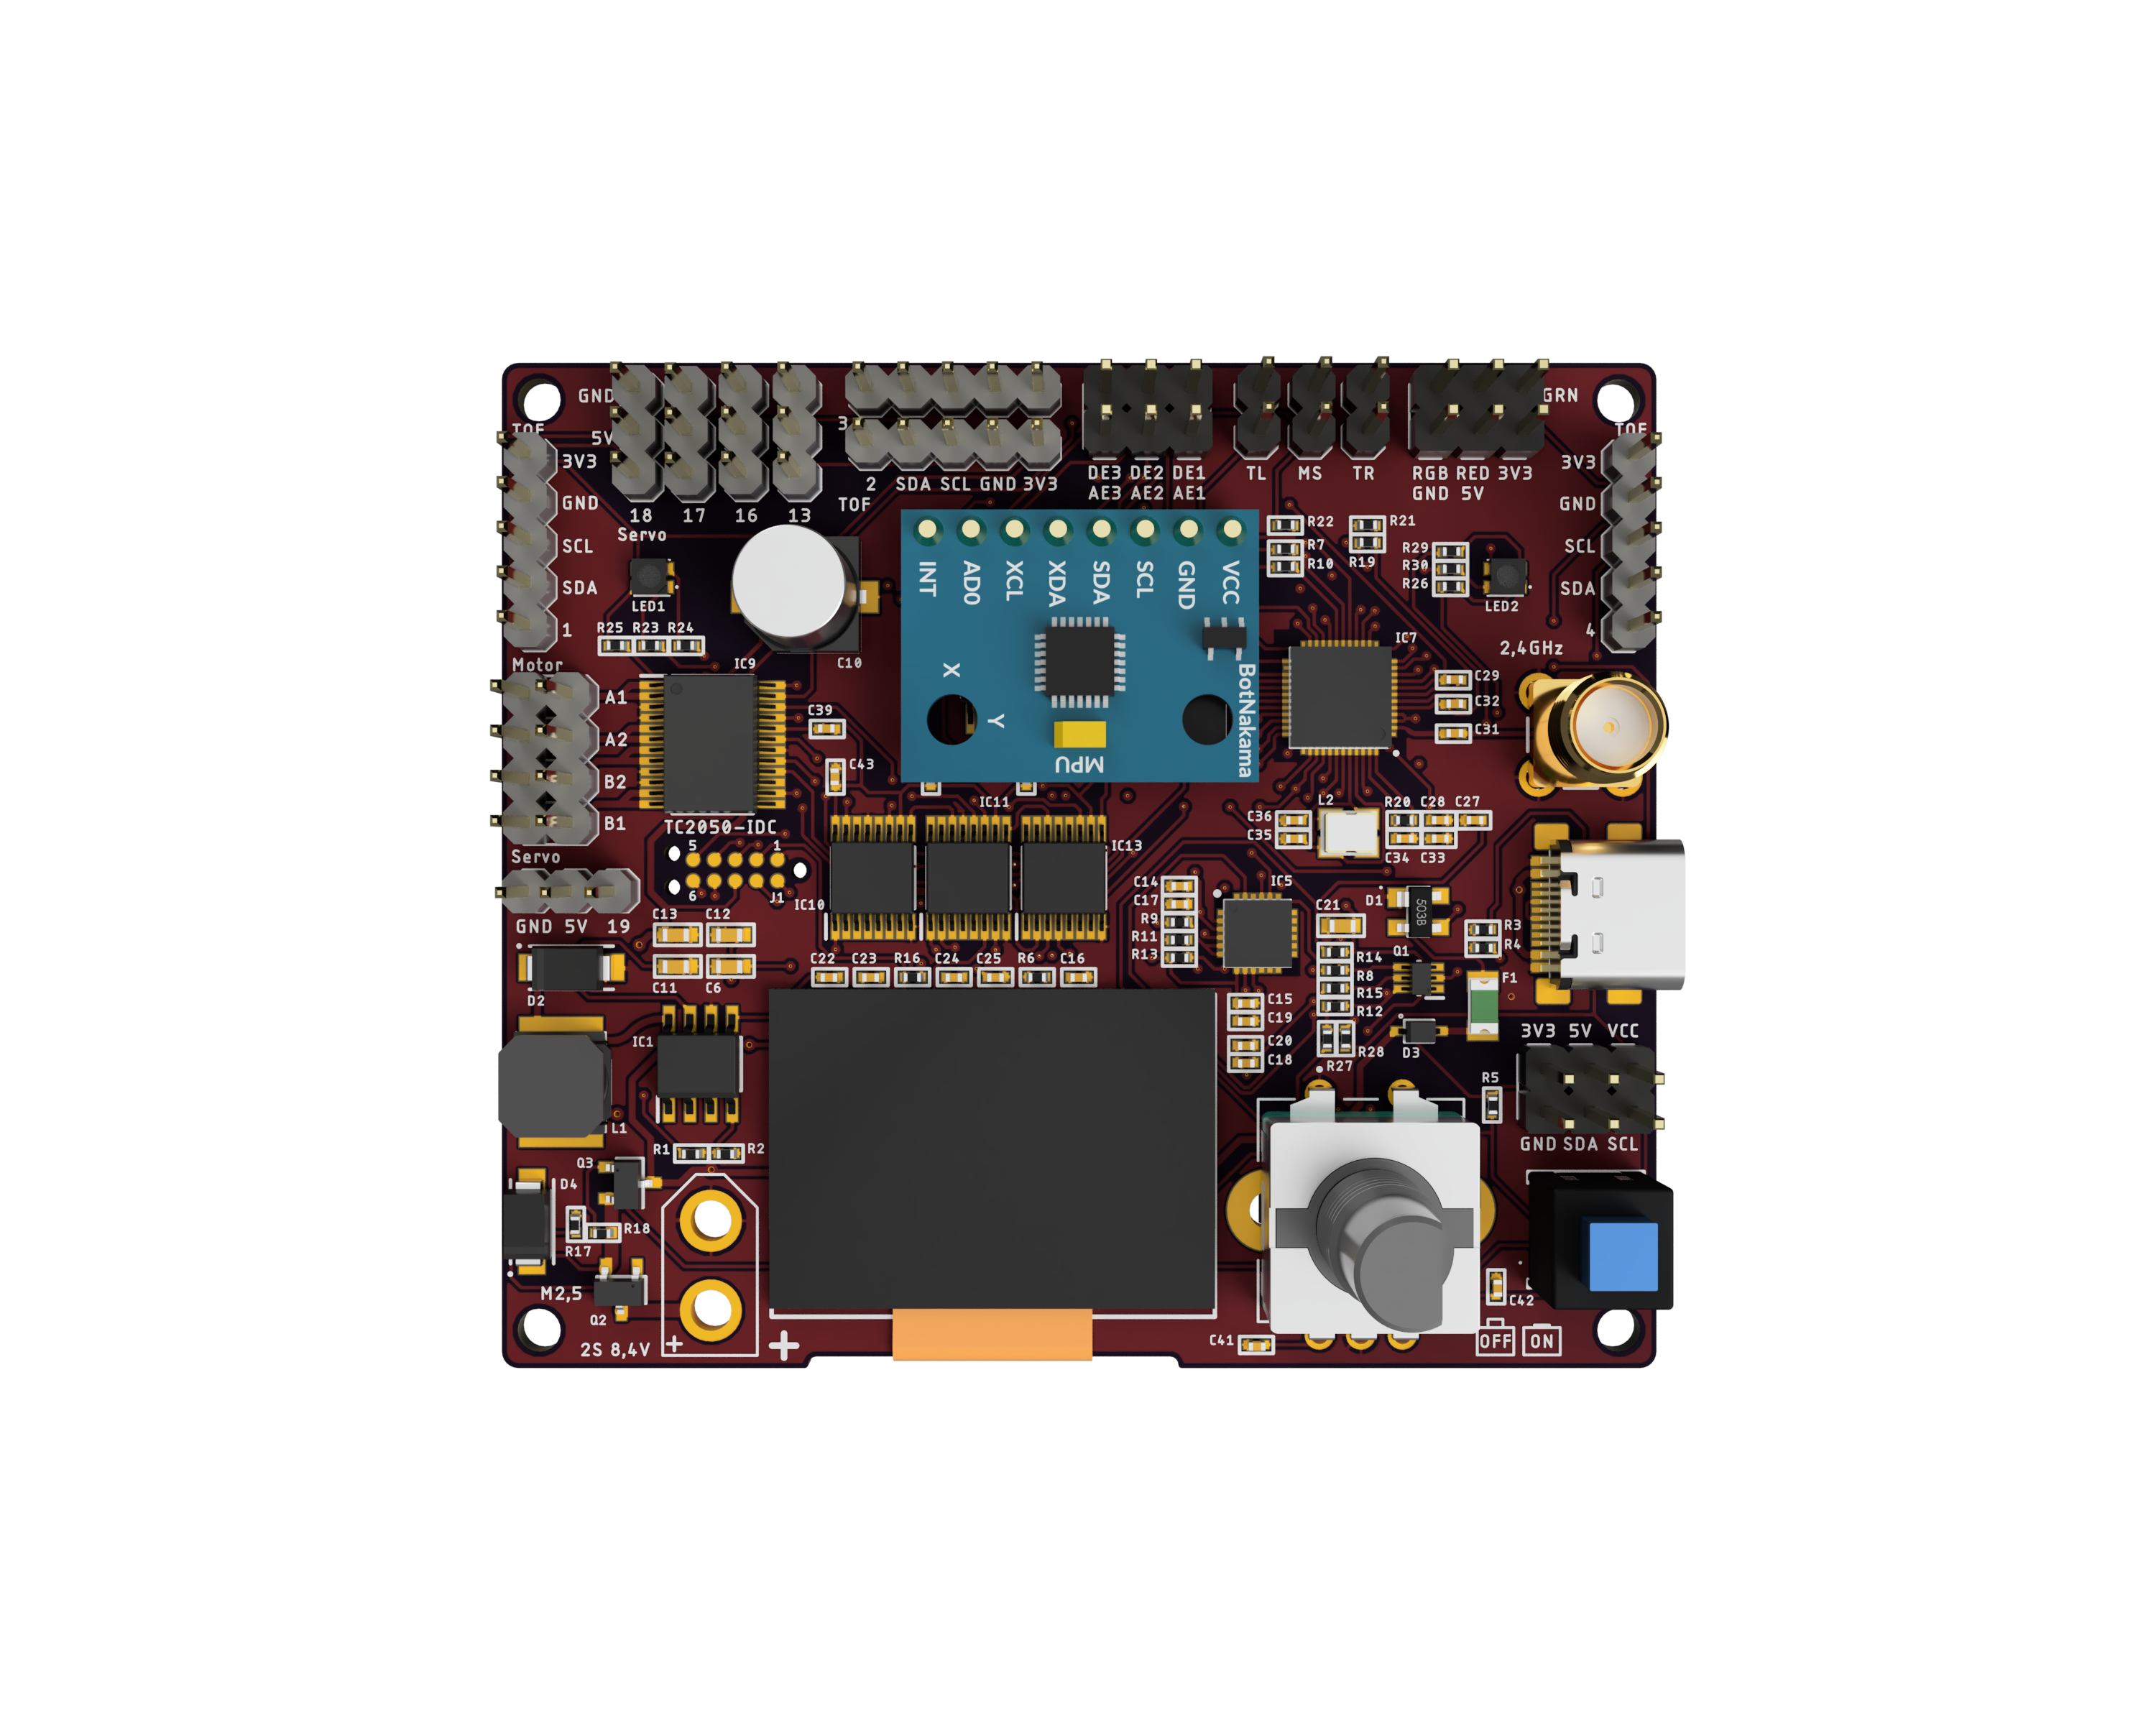 GND
5V
TOF
3V3
GND
SCL
SDA
1
18 17 16 13
Servo
3
2 SDA SCL GND 3V3
TOF
DE3 DE2 DE1
AE3 AE2 AE1
TL MS TR
RGB RED 3V3
GND 5V
GRN
TOF
3V3
GND
SCL
SDA
4
2,4GHz
LED1
R25 R23 R24
C10
INT AD0 XCL XDA SDA SCL GND VCC
X
Y
MPU
BotNakama
R22
R7
R10
R21
R19
R29
R30
R26
LED2
IC7
C29
C32
C31
Motor
A1
A2
B2
B1
Servo
GND 5V 19
IC9
C39
C43
TC2050-IDC
5 1
6 J1
IC10
IC11
IC13
L2
C36
C35
R20 C28 C27
C34 C33
C14
C17
R9
R11
R13
IC5
D1
503B
C21
R14
R8
R15
R12
Q1
R3
R4
F1
C13 C12
C11 C6
D2
C22 C23 R16 C24 C25 R6 C16
C15
C19
C20
C18
R28
R27
D3
3V3 5V VCC
R5
GND SDA SCL
IC1
L1
R1 R2
Q3
D4
R18
R17
M2,5
Q2
2S 8,4V
+
+
C41
C42
OFF ON